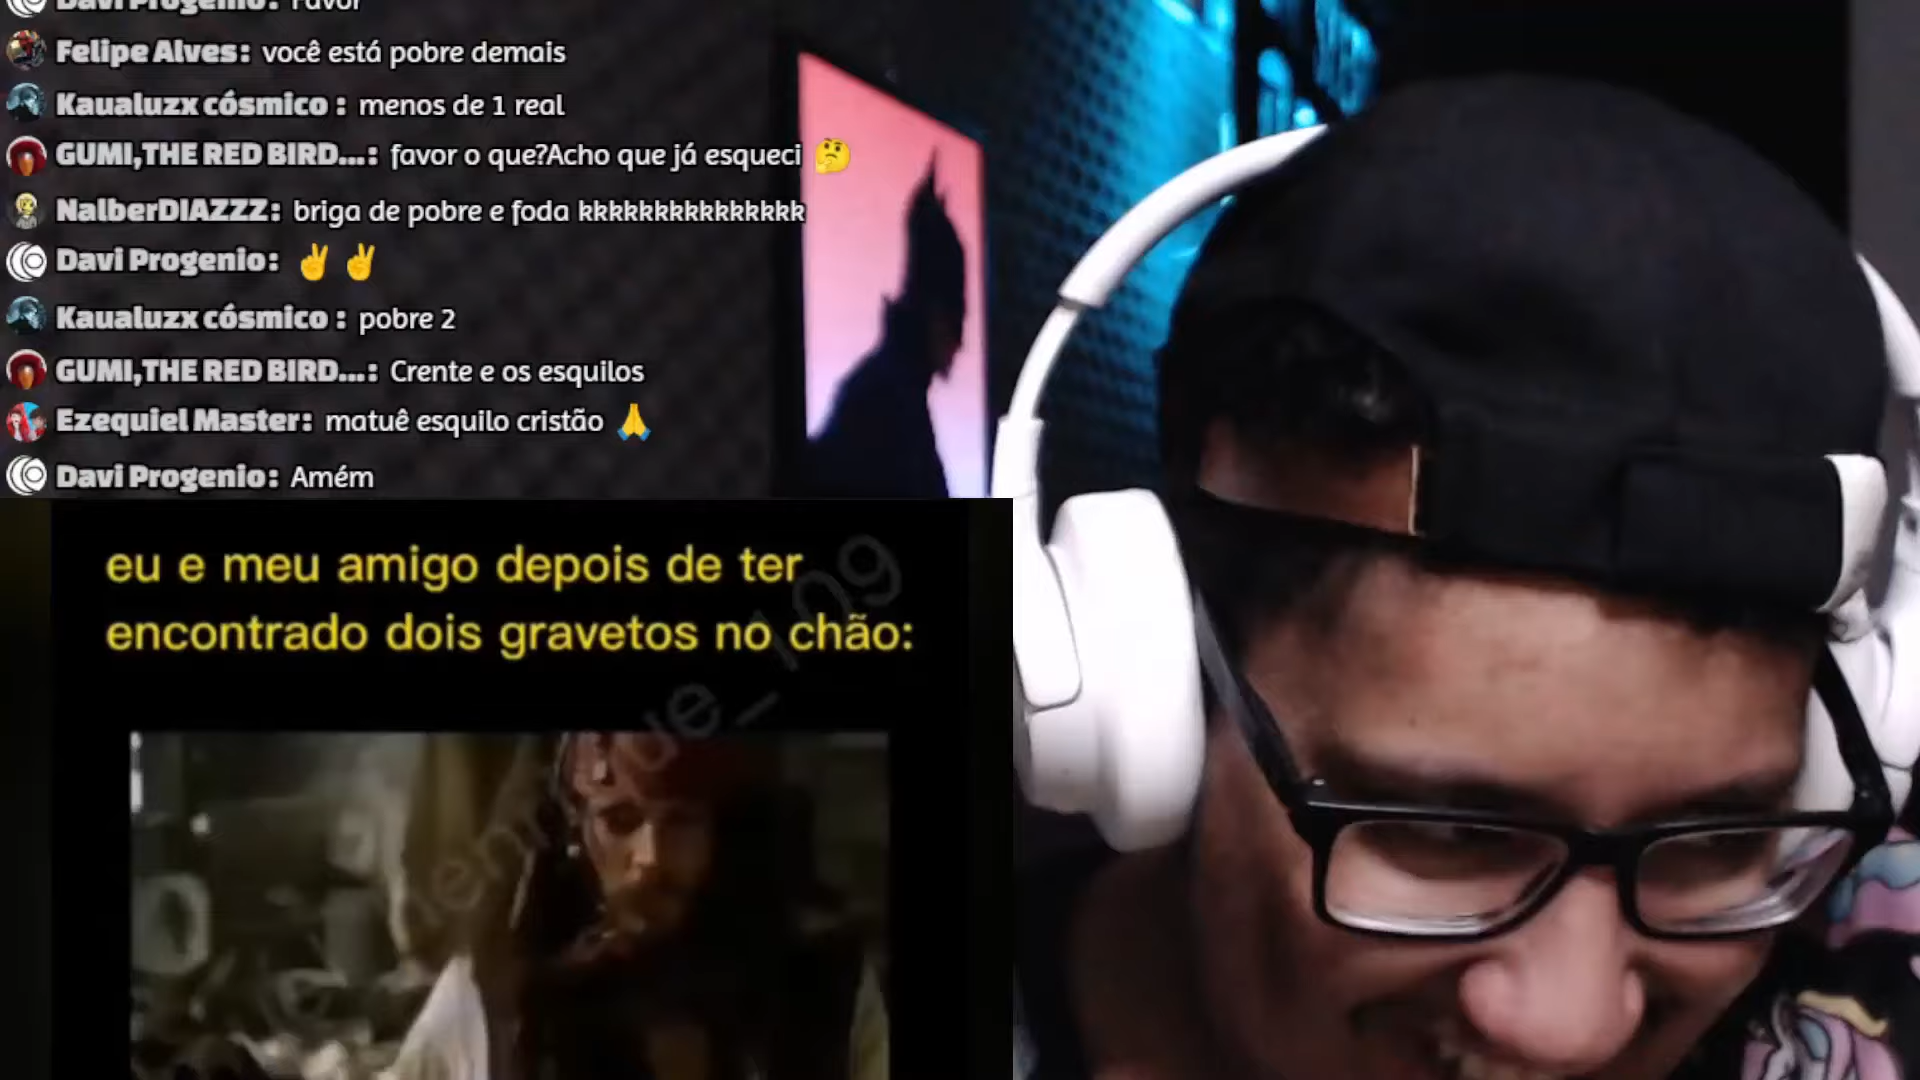 Davi Progenio: Favor
Felipe Alves: você está pobre demais
Kaualuzx cósmico : menos de 1 real
GUMI,THE RED BIRD...: favor o que?Acho que já esqueci 🤔
NalberDIAZZZ: briga de pobre e foda kkkkkkkkkkkkkkk
Davi Progenio: ✌️ ✌️
Kaualuzx cósmico : pobre 2
GUMI,THE RED BIRD...: Crente e os esquilos
Ezequiel Master: matuê esquilo cristão 🙏
Davi Progenio: Amém
eu e meu amigo depois de ter
encontrado dois gravetos no chão: